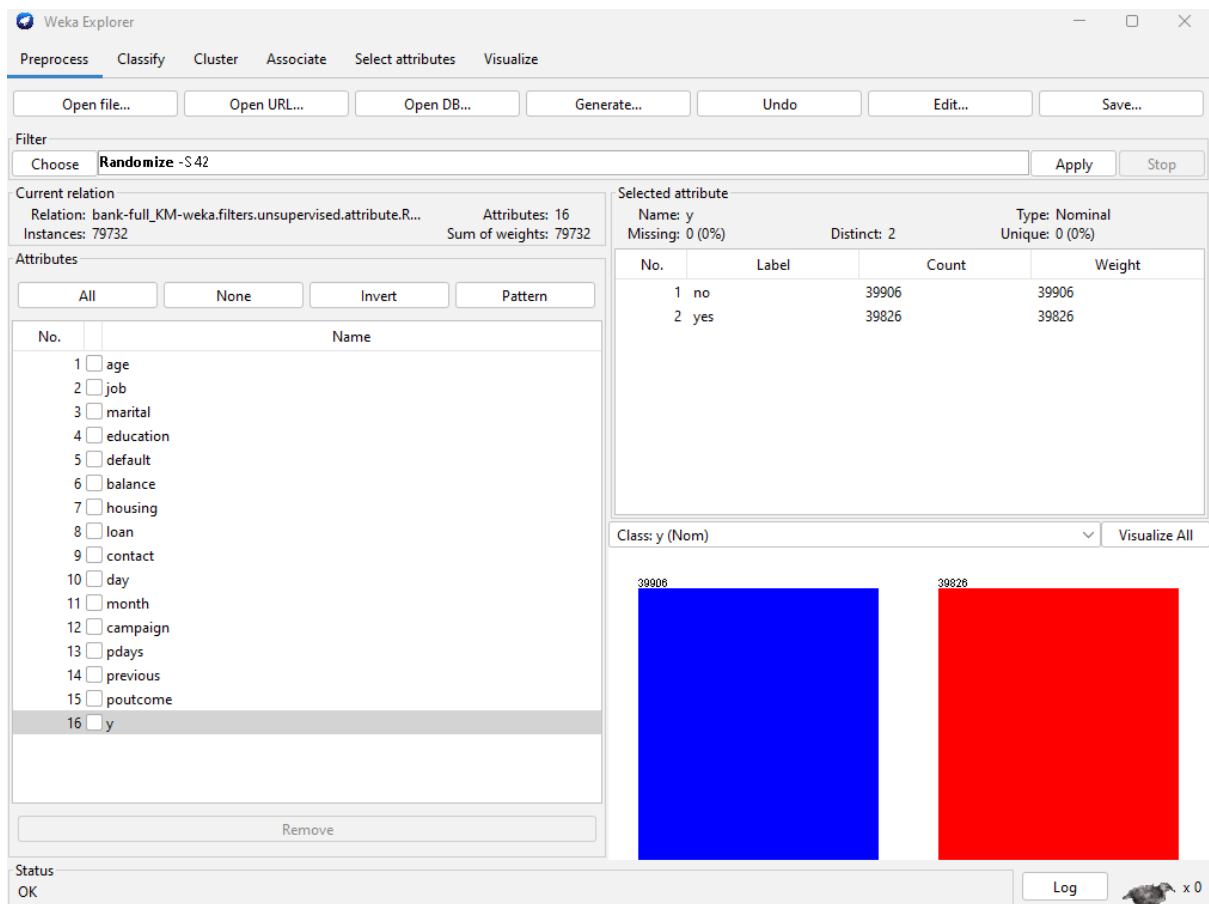 Weka Explorer
Preprocess Classify Cluster Associate Select attributes Visualize
Open file... Open URL... Open DB... Generate... Undo Edit... Save...
Filter
Choose Randomize -S 42 Apply Stop
Current relation
Relation: bank-full_KM-weka.filters.unsupervised.attribute.R... Attributes: 16
Instances: 79732 Sum of weights: 79732
Attributes
All None Invert Pattern
No. Name
1 age
2 job
3 marital
4 education
5 default
6 balance
7 housing
8 loan
9 contact
10 day
11 month
12 campaign
13 pdays
14 previous
15 poutcome
16 y
Remove
Selected attribute
Name: y Type: Nominal
Missing: 0 (0%) Distinct: 2 Unique: 0 (0%)
No. Label Count Weight
1 no 39906 39906
2 yes 39826 39826
Class: y (Nom) Visualize All
39906 39826
Status
OK Log x 0